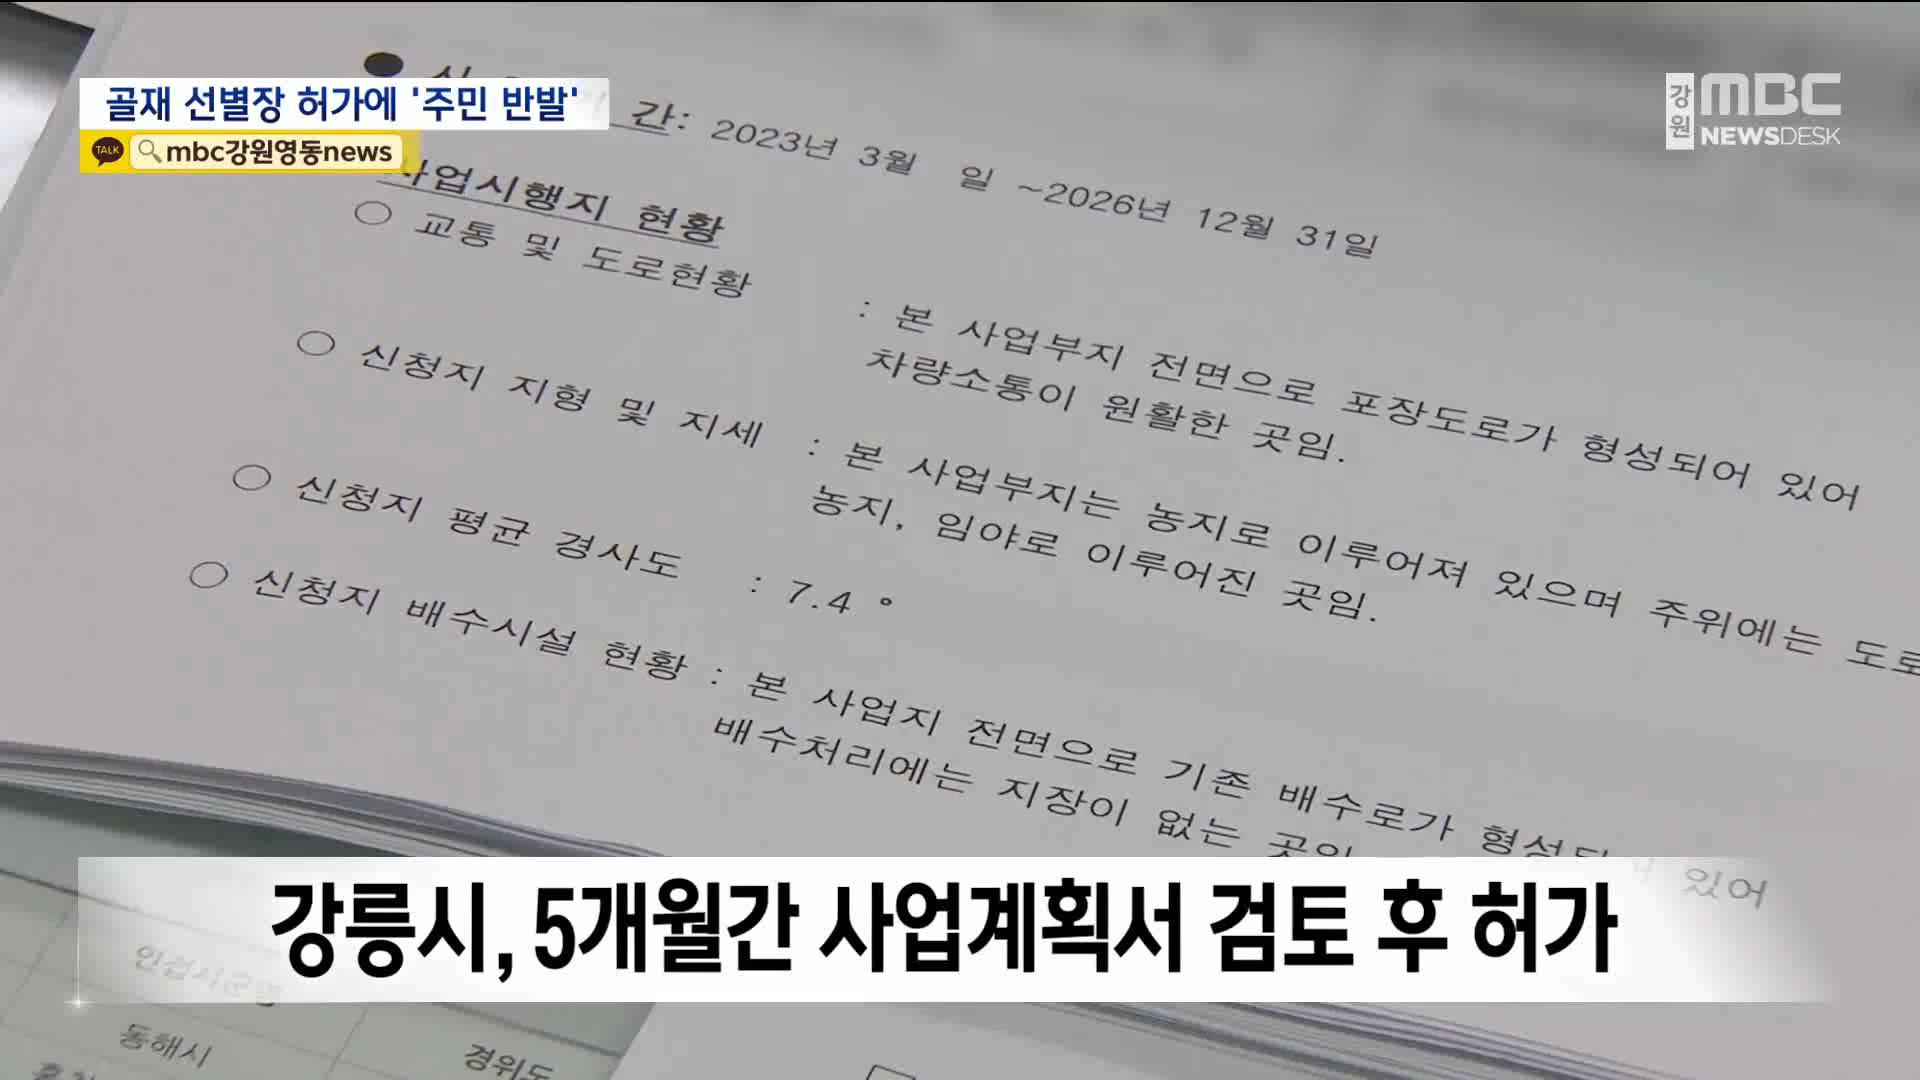 골재 선별장 허가에 '주민 반발'
TALK mbc강원영동news
강원 MBC
NEWSDESK
간: 2023년 3월 일 ~2026년 12월 31일
사업시행지 현황
○ 교통 및 도로현황 : 본 사업부지 전면으로 포장도로가 형성되어 있어
차량소통이 원활한 곳임.
○ 신청지 지형 및 지세 : 본 사업부지는 농지로 이루어져 있으며 주위에는 도로
농지, 임야로 이루어진 곳임.
○ 신청지 평균 경사도 : 7.4 °
○ 신청지 배수시설 현황 : 본 사업지 전면으로 기존 배수로가 있어
배수처리에는 지장이 없는
강릉시, 5개월간 사업계획서 검토 후 허가
동해시
경위도